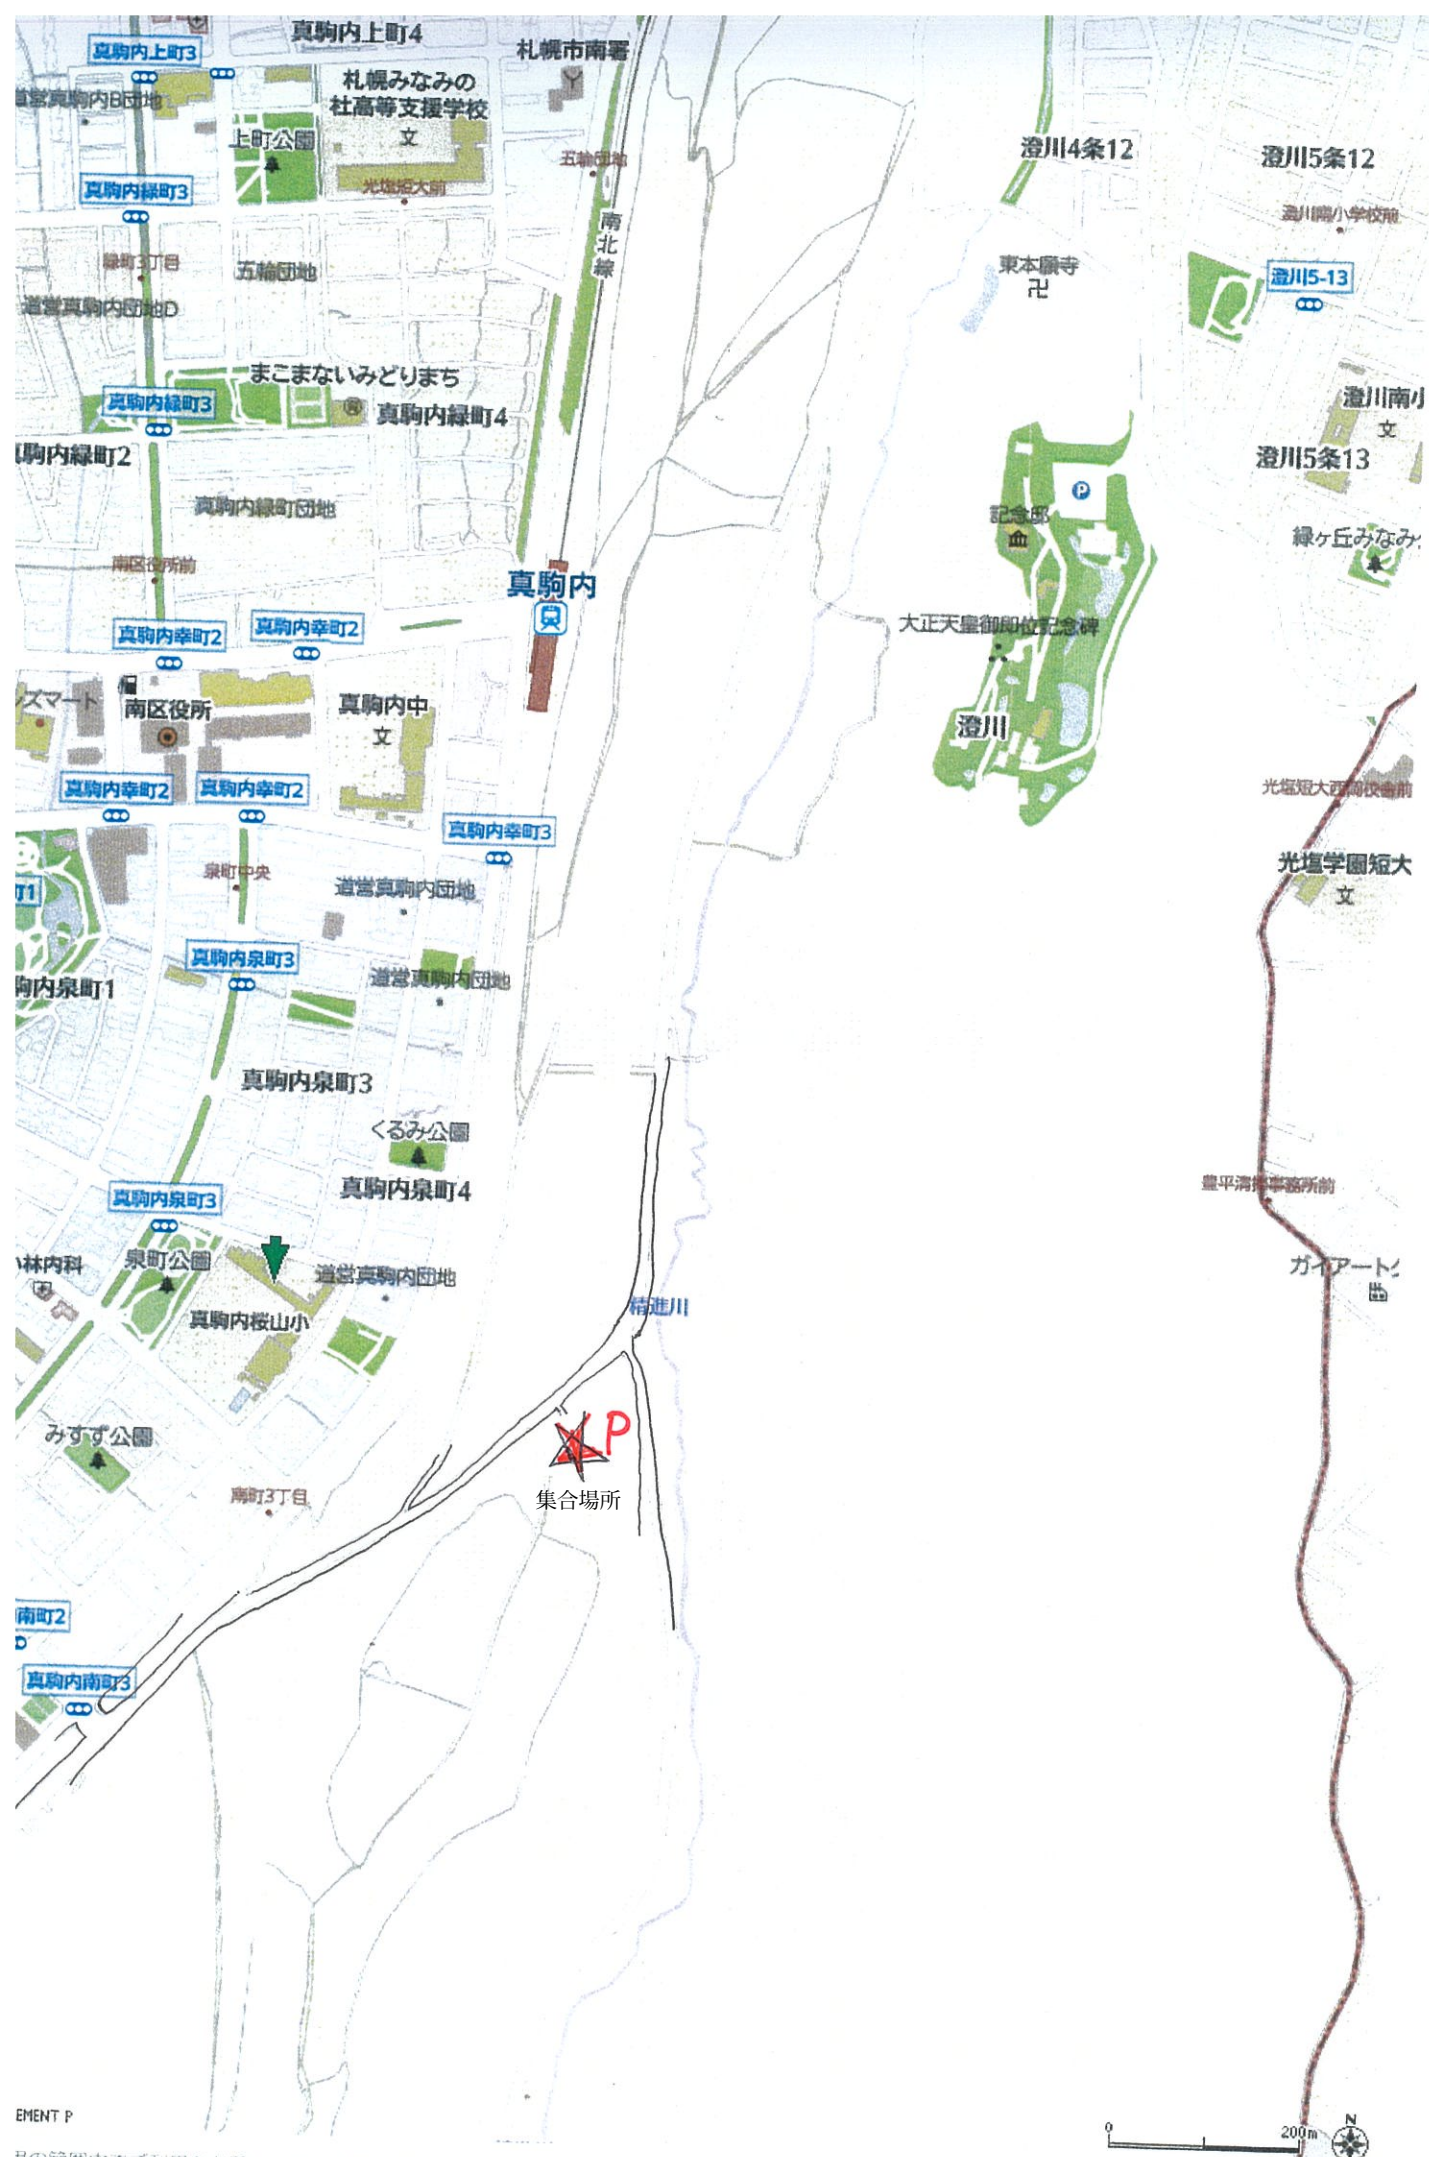 真駒内上町4
真駒内上町3
札幌市南署
道営真駒内B団地
札幌みなみの
杜高等支援学校
文
上町公園
五輪団地
澄川4条12
澄川5条12
真駒内緑町3
光塩短大前
南北線
澄川南小学校前
緑町3丁目
五輪団地
東本願寺
卍
澄川5-13
道営真駒内団地D
まこまないみどりまち
真駒内緑町3
真駒内緑町4
澄川南小
文
駒内緑町2
澄川5条13
P
真駒内緑町団地
記念邸
緑ヶ丘みなみ
南区役所前
真駒内
真駒内幸町2
真駒内幸町2
大正天皇御即位記念碑
ズマート
南区役所
真駒内中
文
澄川
真駒内幸町2
真駒内幸町2
光塩短大西岡校舎前
真駒内幸町3
光塩学園短大
文
泉町中央
道営真駒内団地
町1
真駒内泉町3
道営真駒内団地
駒内泉町1
真駒内泉町3
くるみ公園
真駒内泉町4
豊平清掃事務所前
真駒内泉町3
林内科
泉町公園
道営真駒内団地
ガイアート
精進川
真駒内桜山小
P
みすず公園
南町3丁目
集合場所
南町2
真駒内南町3
EMENT P
0
200m
N